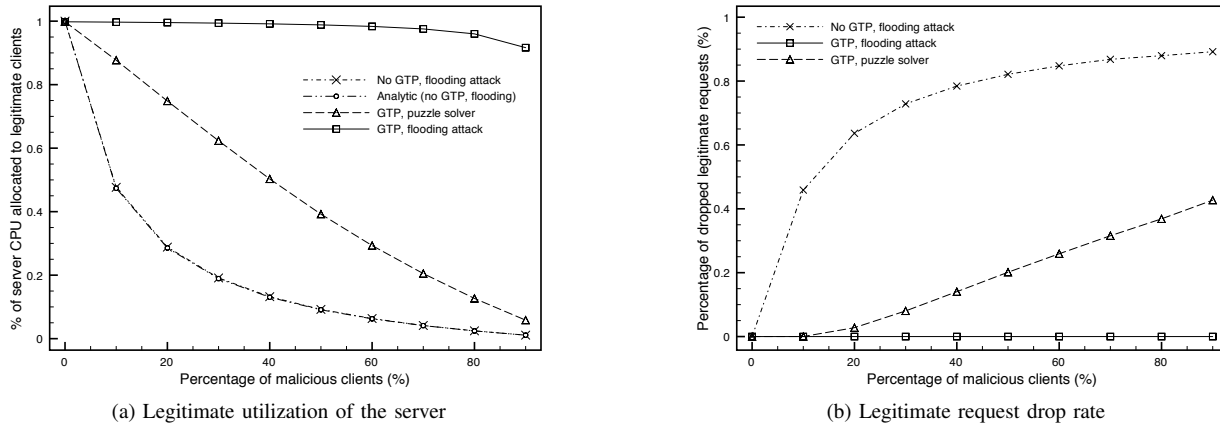 % of server CPU allocated to legitimate clients
1
0.8
0.6
0.4
0.2
0
No GTP, flooding attack
Analytic (no GTP, flooding)
GTP, puzzle solver
GTP, flooding attack
0 20 40 60 80
Percentage of malicious clients (%)
(a) Legitimate utilization of the server
Percentage of dropped legitimate requests (%)
1
0.8
0.6
0.4
0.2
0
No GTP, flooding attack
GTP, flooding attack
GTP, puzzle solver
0 20 40 60 80
Percentage of malicious clients (%)
(b) Legitimate request drop rate